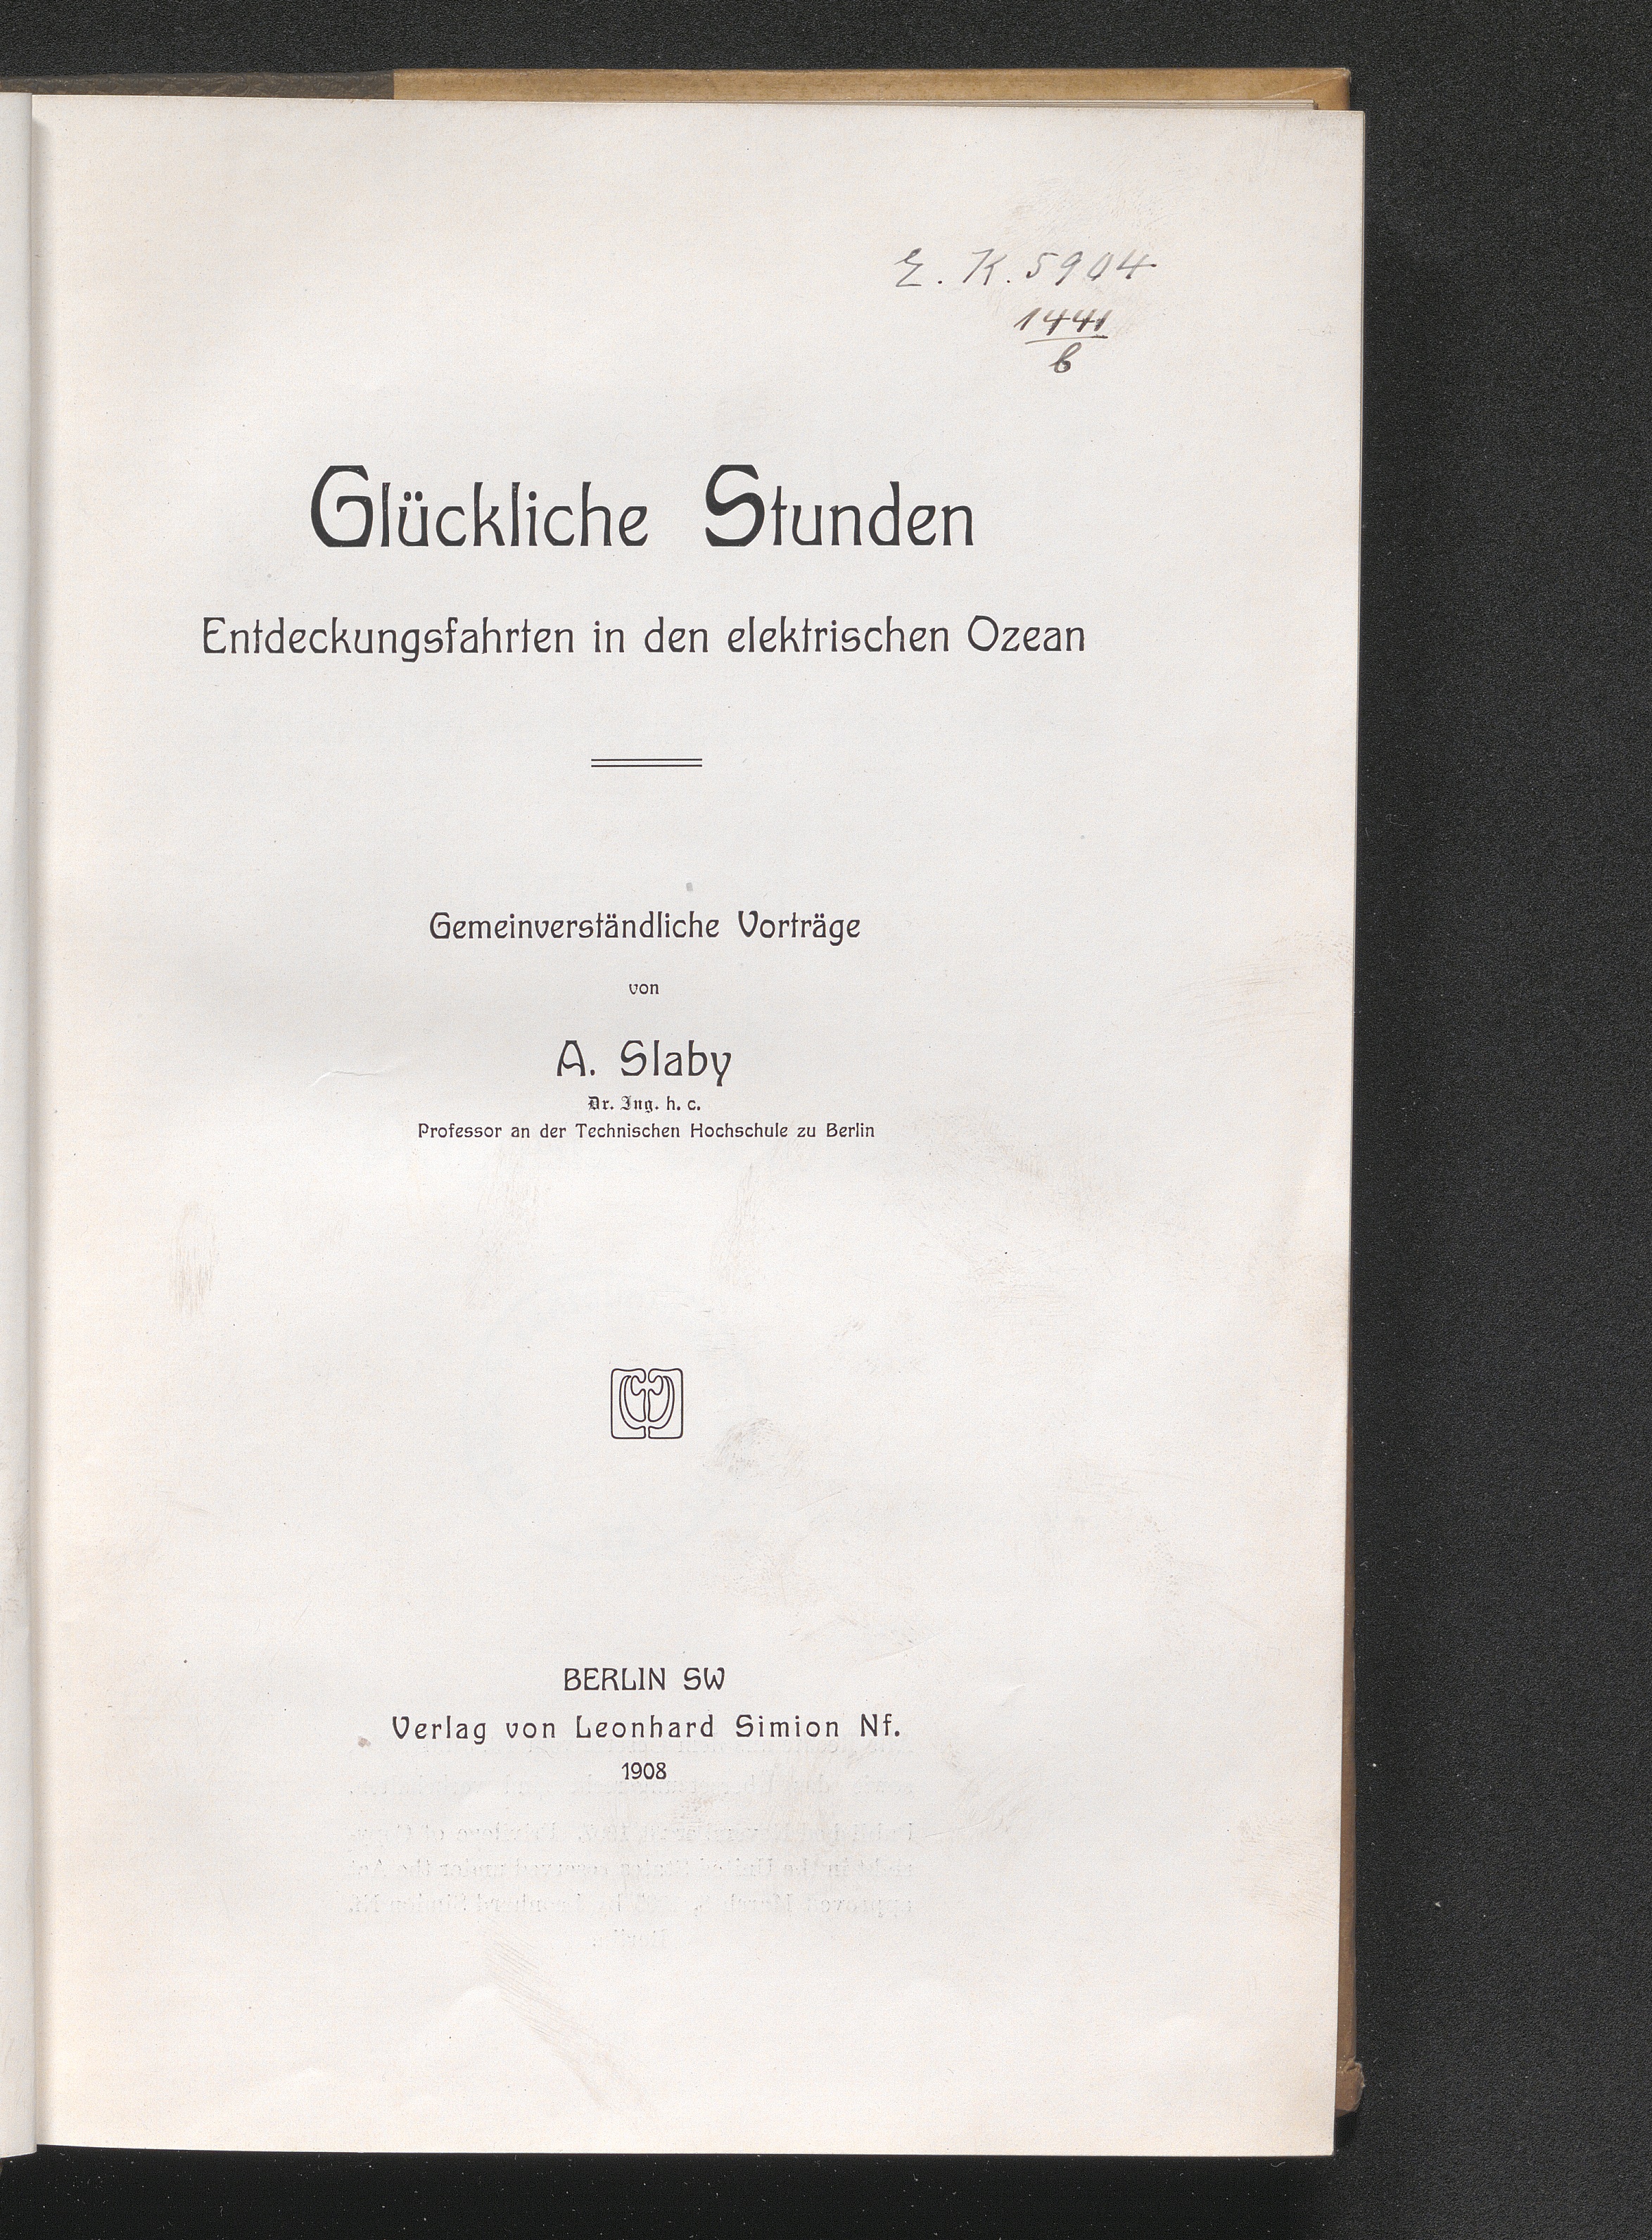 E. K. 5904
1441
b
Glückliche Stunden
Entdeckungsfahrten in den elektrischen Ozean
Gemeinverständliche Vorträge
von
A. Slaby
Dr. Ing. h. c.
Professor an der Technischen Hochschule zu Berlin
BERLIN SW
Verlag von Leonhard Simion Nf.
1908